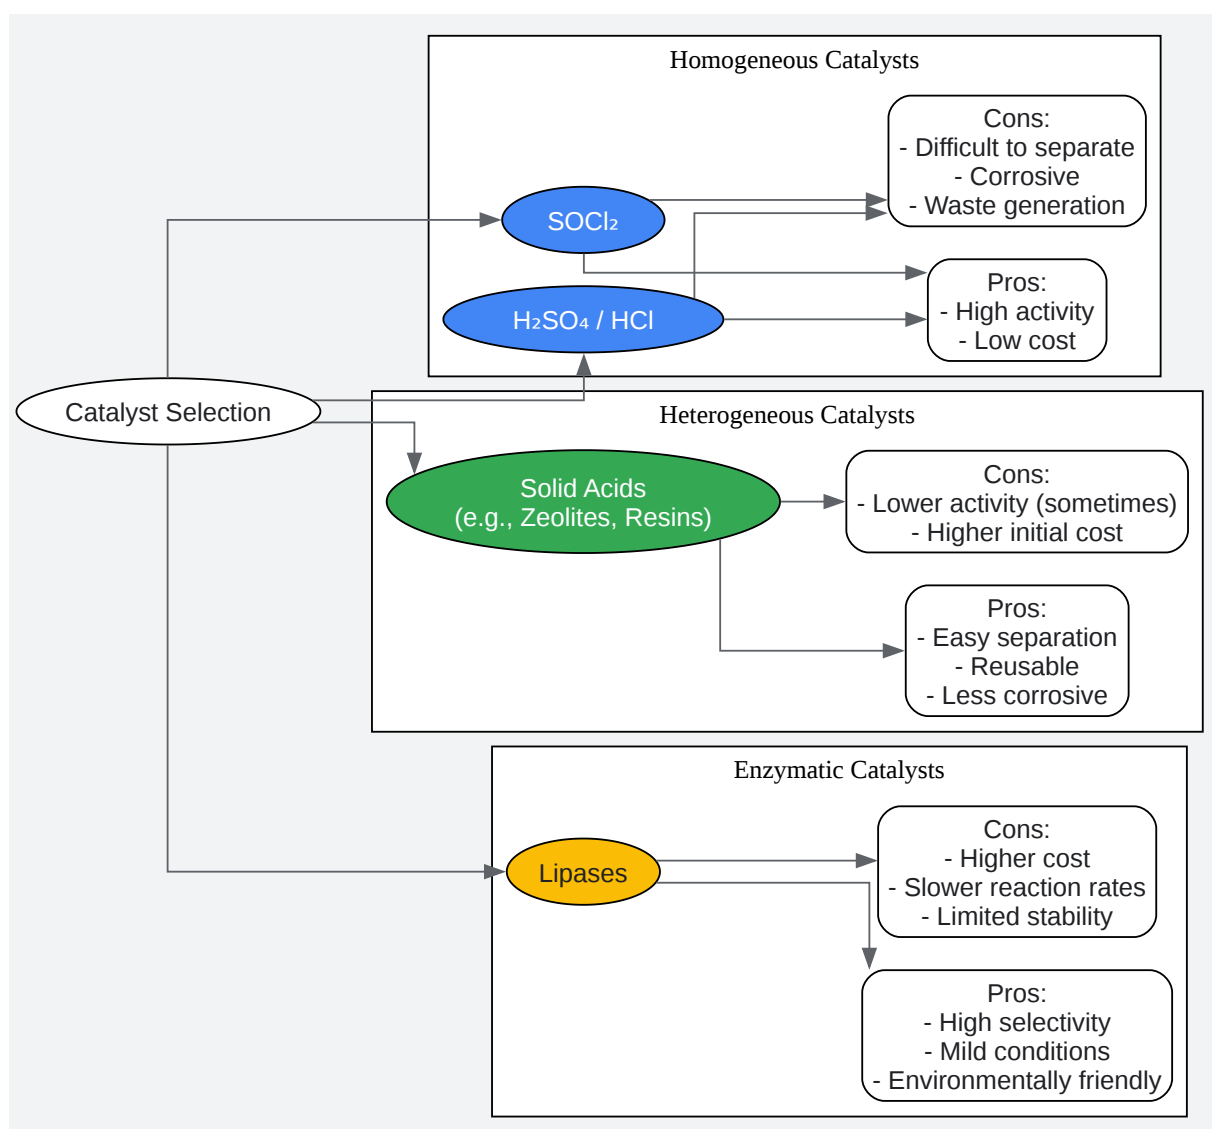 Catalyst Selection
Homogeneous Catalysts
SOCl₂
H₂SO₄ / HCl
Cons:
- Difficult to separate
- Corrosive
- Waste generation
Pros:
- High activity
- Low cost
Heterogeneous Catalysts
Solid Acids
(e.g., Zeolites, Resins)
Cons:
- Lower activity (sometimes)
- Higher initial cost
Pros:
- Easy separation
- Reusable
- Less corrosive
Enzymatic Catalysts
Lipases
Cons:
- Higher cost
- Slower reaction rates
- Limited stability
Pros:
- High selectivity
- Mild conditions
- Environmentally friendly